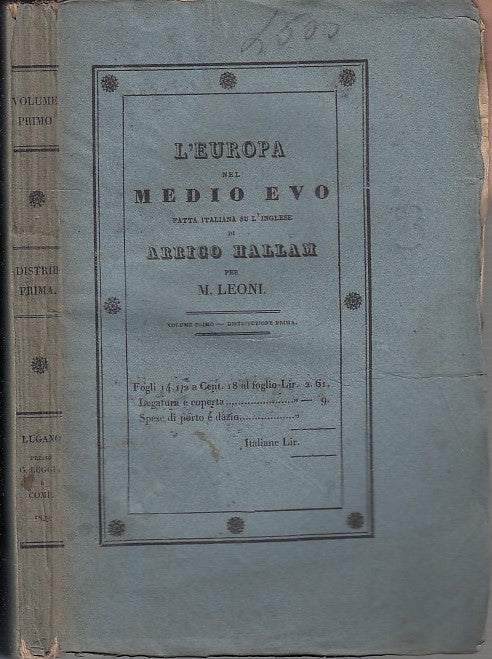 VOLUME
PRIMO
DISTRIB
PRIMA.
LUGANO
PRESSO
G. RUGGIA
E
COMP.
L'EUROPA
NEL
MEDIO EVO
FATTA ITALIANA SU L'INGLESE
DI
ARRIGO HALLAM
PER
M. LEONI.
VOLUME PRIMO — DISTRIBUZIONE PRIMA.
Fogli 14 1/2 a Cent. 18 al foglio Lir. 2. 61.
Legatura e coperta......................» — 9.
Spese di porto e dazio...............»
Italiane Lir.